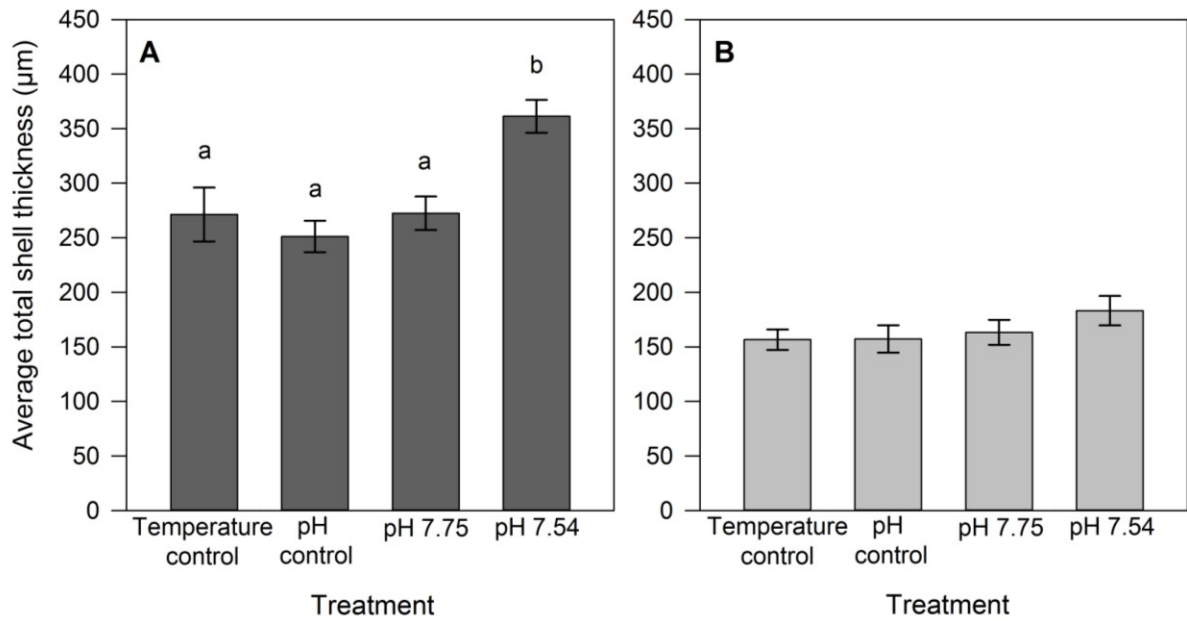 Average total shell thickness (µm)
450
400
350
300
250
200
150
100
50
0
A
a
a
a
b
Temperature
control
pH
control
pH 7.75
pH 7.54
Treatment
450
400
350
300
250
200
150
100
50
0
B
Temperature
control
pH
control
pH 7.75
pH 7.54
Treatment